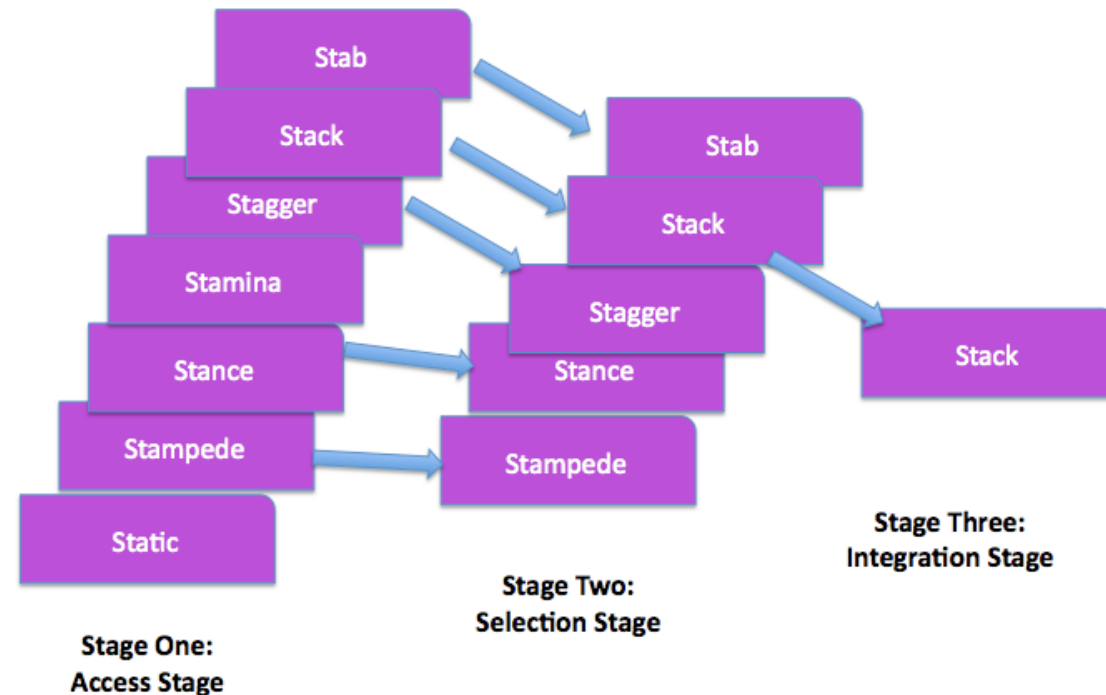 Stab
Stack
Stagger
Stamina
Stance
Stampede
Static
Stage One:
Access Stage
Stab
Stack
Stagger
Stance
Stampede
Stage Two:
Selection Stage
Stack
Stage Three:
Integration Stage